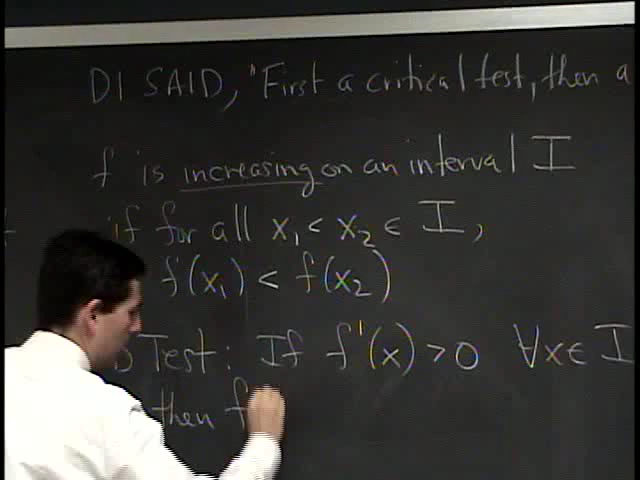 DI SAID, "First a critical test, then a
f is increasing on an interval I
if for all x₁ < x₂ ∈ I,
f(x₁) < f(x₂)
Test: If f'(x) > 0 ∀x ∈ I
then f